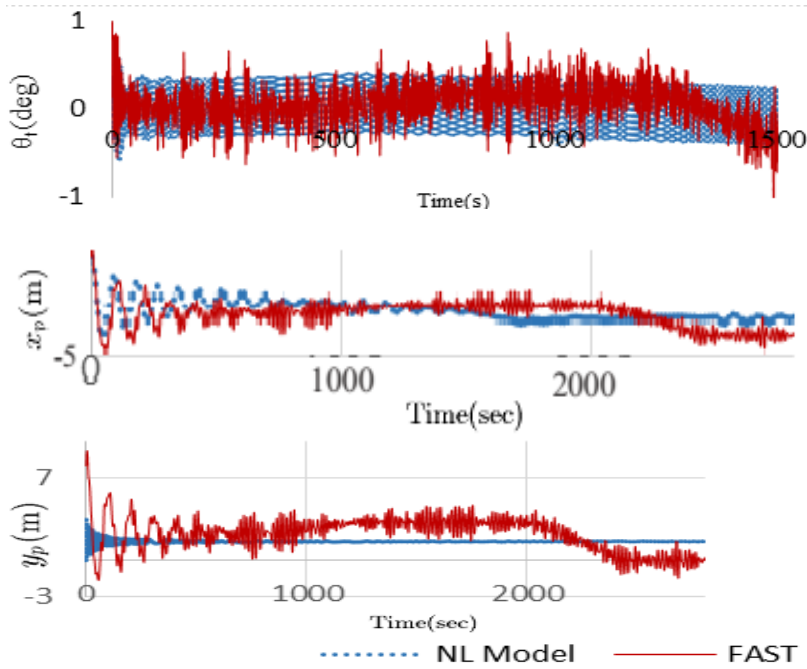 1
θt(deg)
0
0
500
1000
1500
-1
Time(s)
xp(m)
-5
0
1000
2000
Time(sec)
7
yp(m)
-3
0
1000
2000
Time(sec)
NL Model
FAST